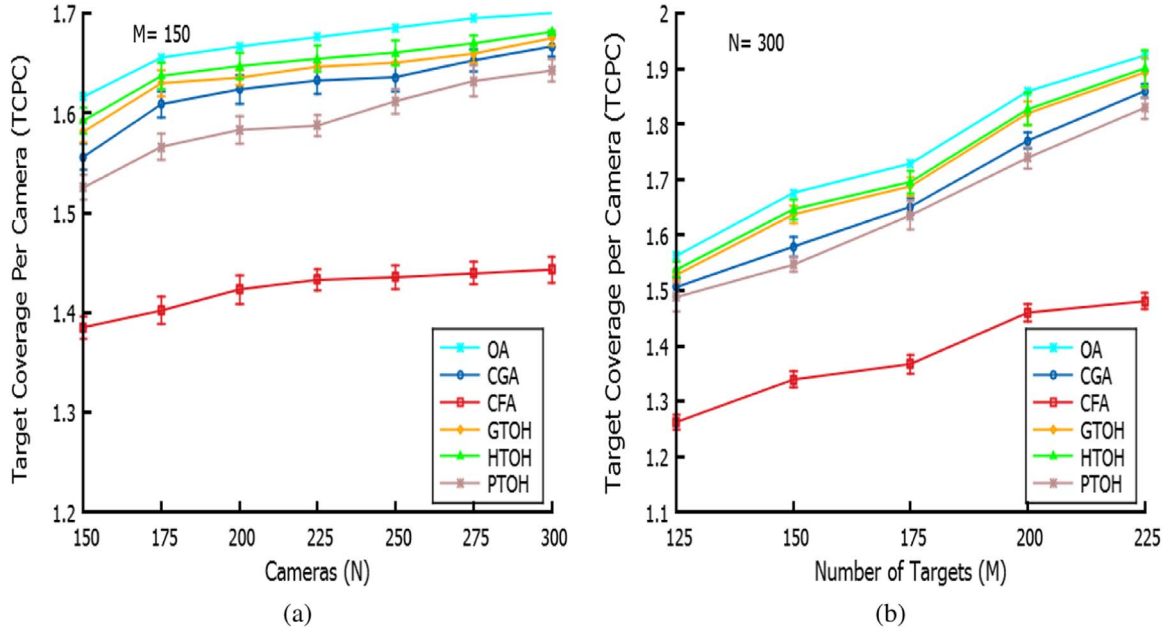 Target Coverage Per Camera (TCPC)
1.7
1.6
1.5
1.4
1.3
1.2
M= 150
OA
CGA
CFA
GTOH
HTOH
PTOH
150 175 200 225 250 275 300
Cameras (N)
(a)
Target Coverage per Camera (TCPC)
2
1.9
1.8
1.7
1.6
1.5
1.4
1.3
1.2
1.1
N= 300
OA
CGA
CFA
GTOH
HTOH
PTOH
125 150 175 200 225
Number of Targets (M)
(b)